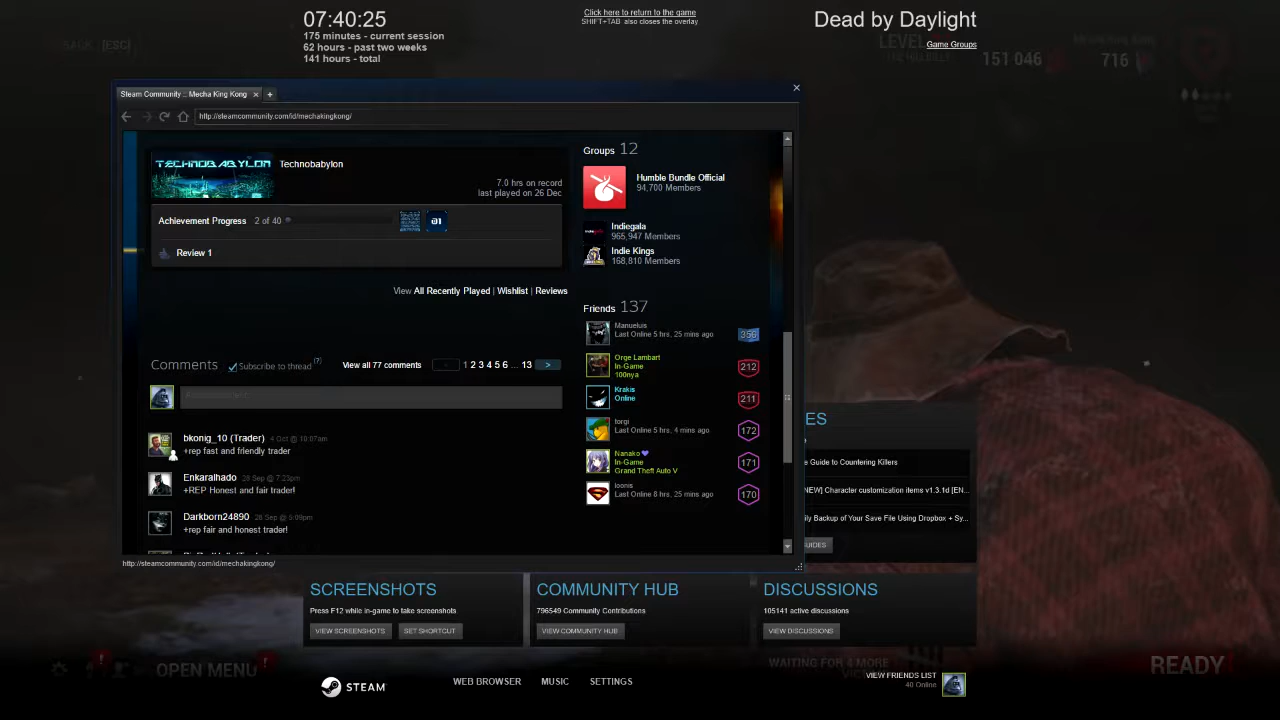 07:40:25
175 minutes - current session
62 hours - past two weeks
141 hours - total
Click here to return to the game
SHIFT+TAB also closes the overlay
Dead by Daylight
Game Groups
BACK [ESC]
LEVEL
151 046
716
Steam Community :: Mecha King Kong
http://steamcommunity.com/id/mechakingkong/
TECHNOBABYLON
Technobabylon
7.0 hrs on record
last played on 26 Dec
Achievement Progress 2 of 40
Review 1
View All Recently Played | Wishlist | Reviews
Comments
Subscribe to thread (?)
View all 77 comments
< 1 2 3 4 5 6 ... 13 >
bkonig_10 (Trader) 4 Oct @ 10:07am
+rep fast and friendly trader
Enkaralhado 28 Sep @ 7:23pm
+REP Honest and fair trader!
Darkborn24890 28 Sep @ 5:09pm
+rep fair and honest trader!
Groups 12
Humble Bundle Official
94,700 Members
Indiegala
965,947 Members
Indie Kings
168,810 Members
Friends 137
Manueluis
Last Online 5 hrs, 25 mins ago
356
Orge Lambart
In-Game
100nya
212
Krakis
Online
211
forgi
Last Online 5 hrs, 4 mins ago
172
Nanako
In-Game
Grand Theft Auto V
171
loonis
Last Online 8 hrs, 25 mins ago
170
http://steamcommunity.com/id/mechakingkong/
ES
e Guide to Countering Killers
NEW] Character customization items v1.3.1d [EN...
ily Backup of Your Save File Using Dropbox + Sy...
UIDES
SCREENSHOTS
Press F12 while in-game to take screenshots
VIEW SCREENSHOTS
SET SHORTCUT
COMMUNITY HUB
796549 Community Contributions
VIEW COMMUNITY HUB
DISCUSSIONS
105141 active discussions
VIEW DISCUSSIONS
OPEN MENU
WAITING FOR 4 MORE
READY
STEAM
WEB BROWSER
MUSIC
SETTINGS
VIEW FRIENDS LIST
40 Online